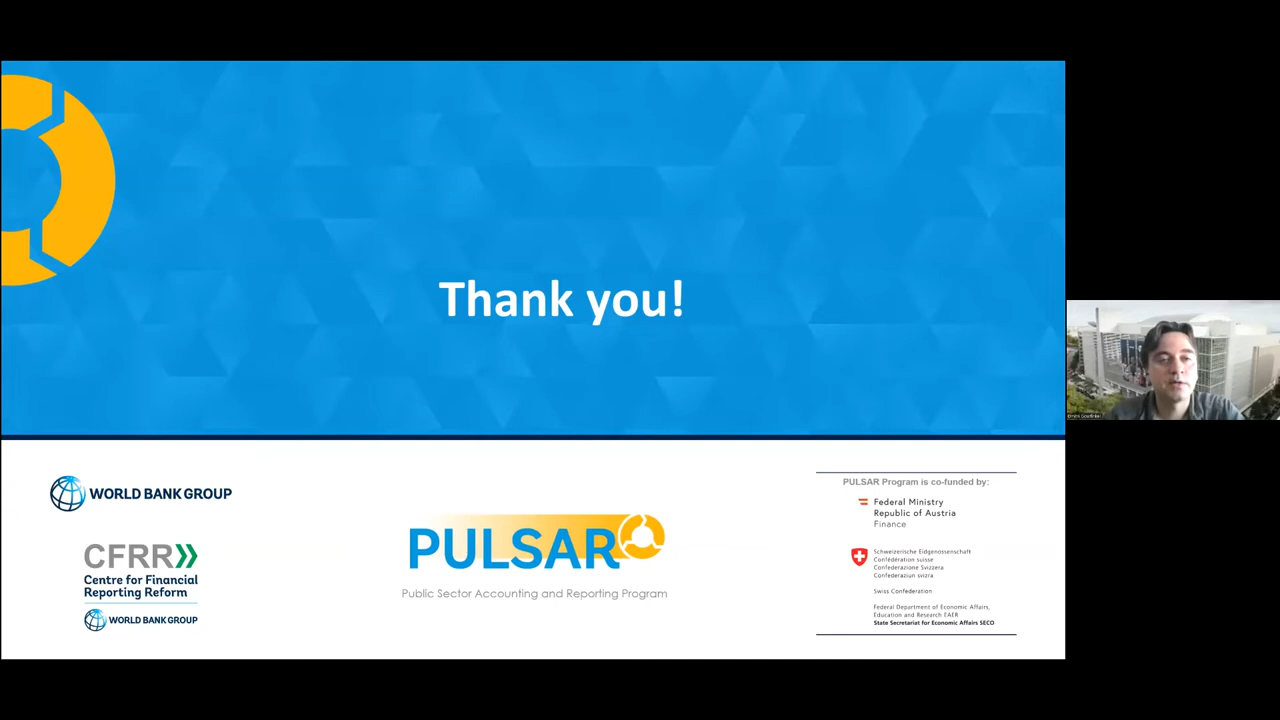 Thank you!
WORLD BANK GROUP
CFRR
Centre for Financial
Reporting Reform
WORLD BANK GROUP
PULSAR
Public Sector Accounting and Reporting Program
PULSAR Program is co-funded by:
Federal Ministry
Republic of Austria
Finance
Schweizerische Eidgenossenschaft
Confédération suisse
Confederazione Svizzera
Confederaziun svizra
Swiss Confederation
Federal Department of Economic Affairs,
Education and Research EAER
State Secretariat for Economic Affairs SECO